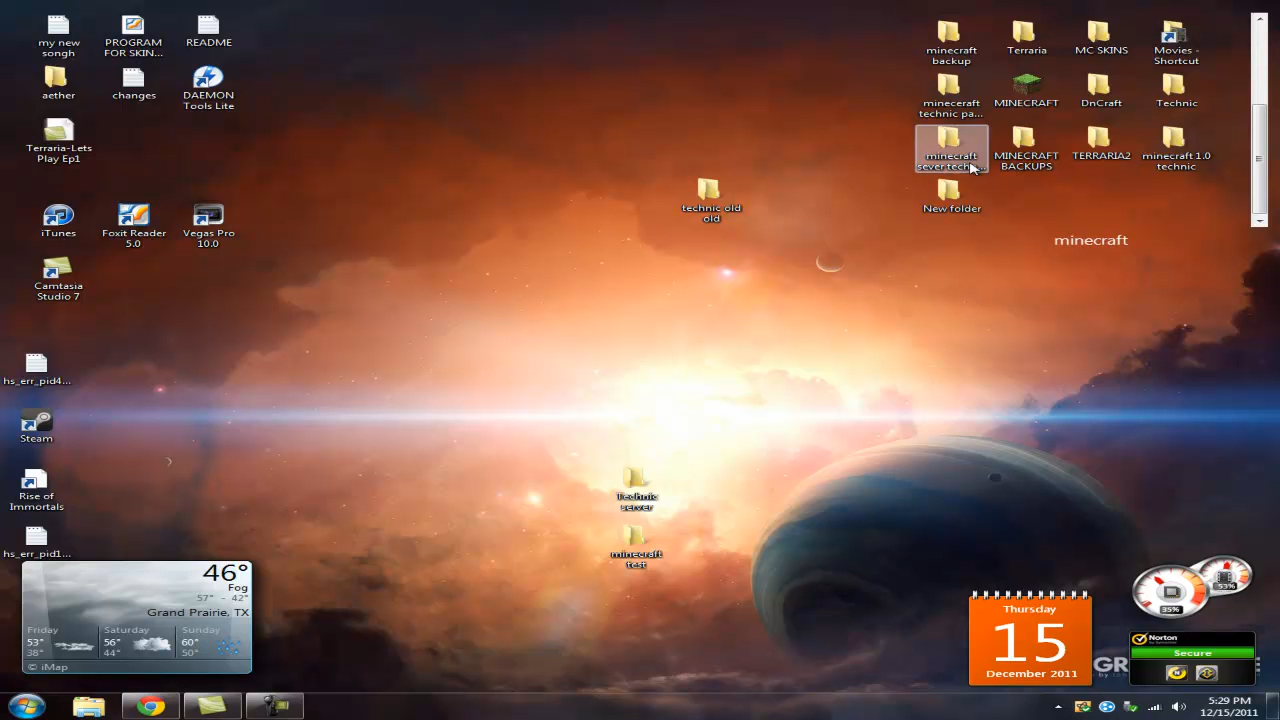 my new
songh
PROGRAM
FOR SKIN...
README
aether
changes
DAEMON
Tools Lite
Terraria-Lets
Play Ep1
iTunes
Foxit Reader
5.0
Vegas Pro
10.0
Camtasia
Studio 7
hs_err_pid4...
Steam
Rise of
Immortals
hs_err_pid1...
technic old
old
Technic
server
minecraft
test
minecraft
backup
Terraria
MC SKINS
Movies -
Shortcut
mineceraft
technic pa...
MINECRAFT
DnCraft
Technic
minecraft
sever tech...
MINECRAFT
BACKUPS
TERRARIA2
minecraft 1.0
technic
New folder
minecraft
46°
Fog
57° - 42°
Grand Prairie, TX
Friday
53°
38°
Saturday
56°
44°
Sunday
60°
50°
© iMap
Thursday
15
December 2011
GR
35%
53%
Norton
Secure
5:29 PM
12/15/2011